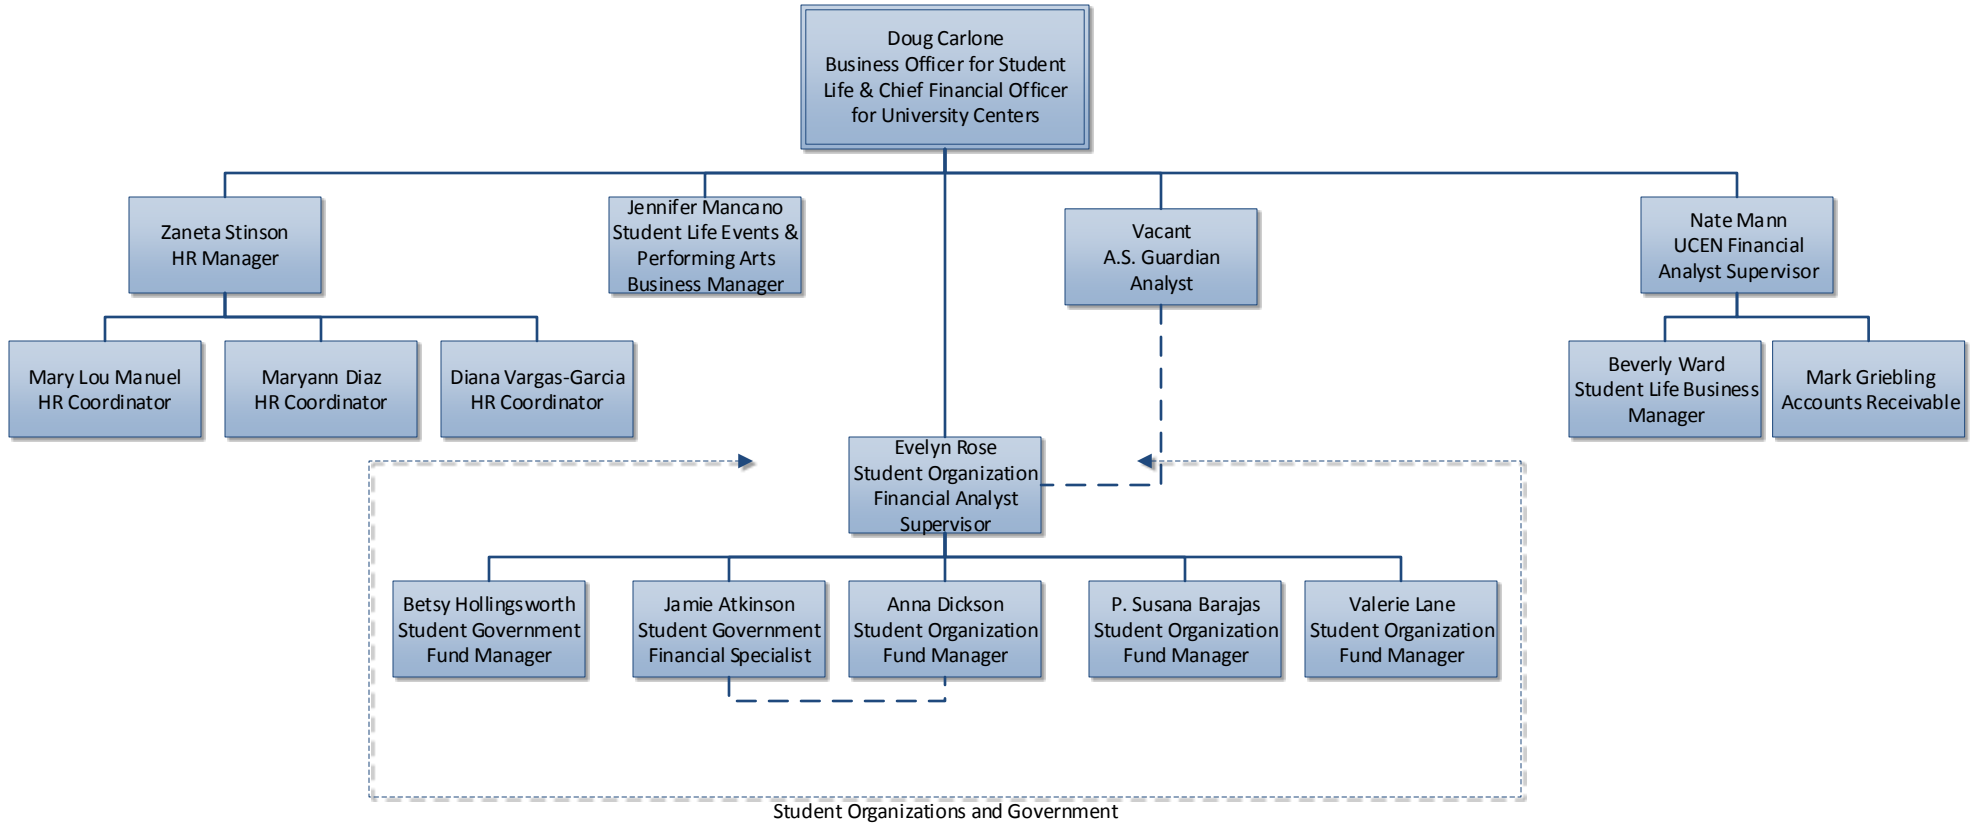 Doug Carlone
Business Officer for Student
Life & Chief Financial Officer
for University Centers
Zaneta Stinson
HR Manager
Jennifer Mancano
Student Life Events &
Performing Arts
Business Manager
Vacant
A.S. Guardian
Analyst
Nate Mann
UCEN Financial
Analyst Supervisor
Mary Lou Manuel
HR Coordinator
Maryann Diaz
HR Coordinator
Diana Vargas-Garcia
HR Coordinator
Beverly Ward
Student Life Business
Manager
Mark Griebling
Accounts Receivable
Evelyn Rose
Student Organization
Financial Analyst
Supervisor
Betsy Hollingsworth
Student Government
Fund Manager
Jamie Atkinson
Student Government
Financial Specialist
Anna Dickson
Student Organization
Fund Manager
P. Susana Barajas
Student Organization
Fund Manager
Valerie Lane
Student Organization
Fund Manager
Student Organizations and Government